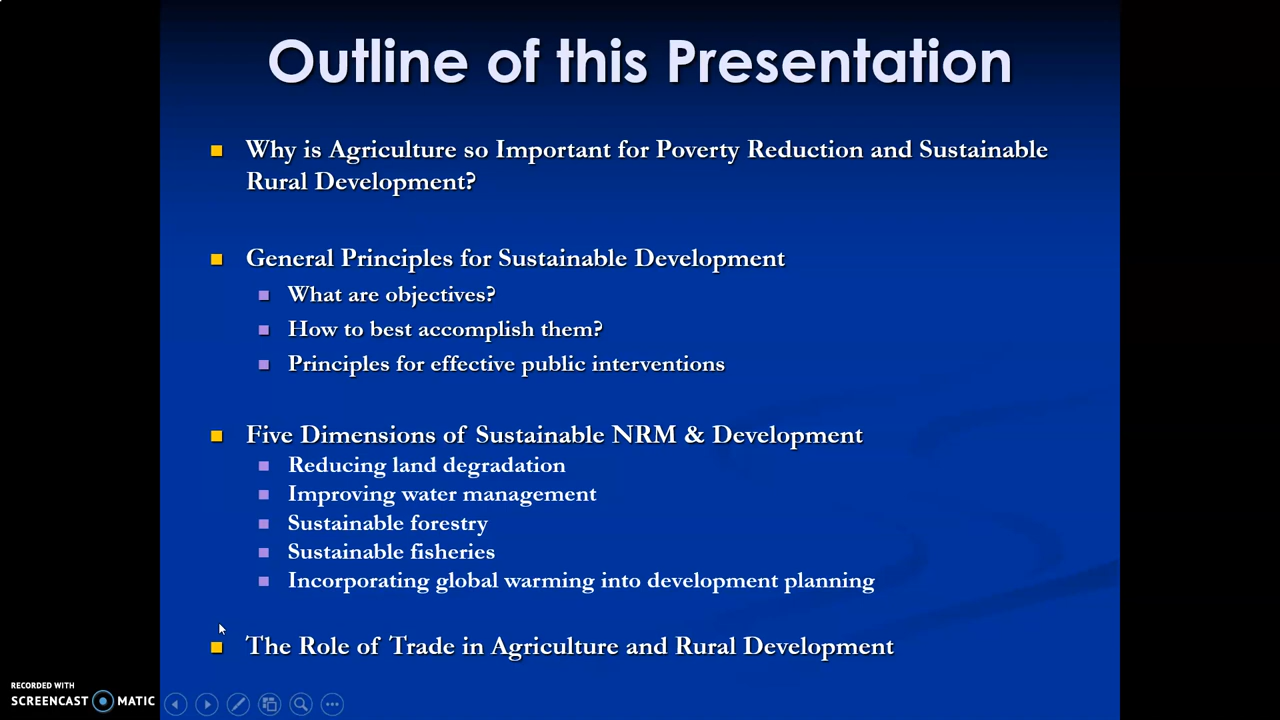 Outline of this Presentation
Why is Agriculture so Important for Poverty Reduction and Sustainable
Rural Development?
General Principles for Sustainable Development
What are objectives?
How to best accomplish them?
Principles for effective public interventions
Five Dimensions of Sustainable NRM & Development
Reducing land degradation
Improving water management
Sustainable forestry
Sustainable fisheries
Incorporating global warming into development planning
The Role of Trade in Agriculture and Rural Development
RECORDED WITH
SCREENCAST MATIC